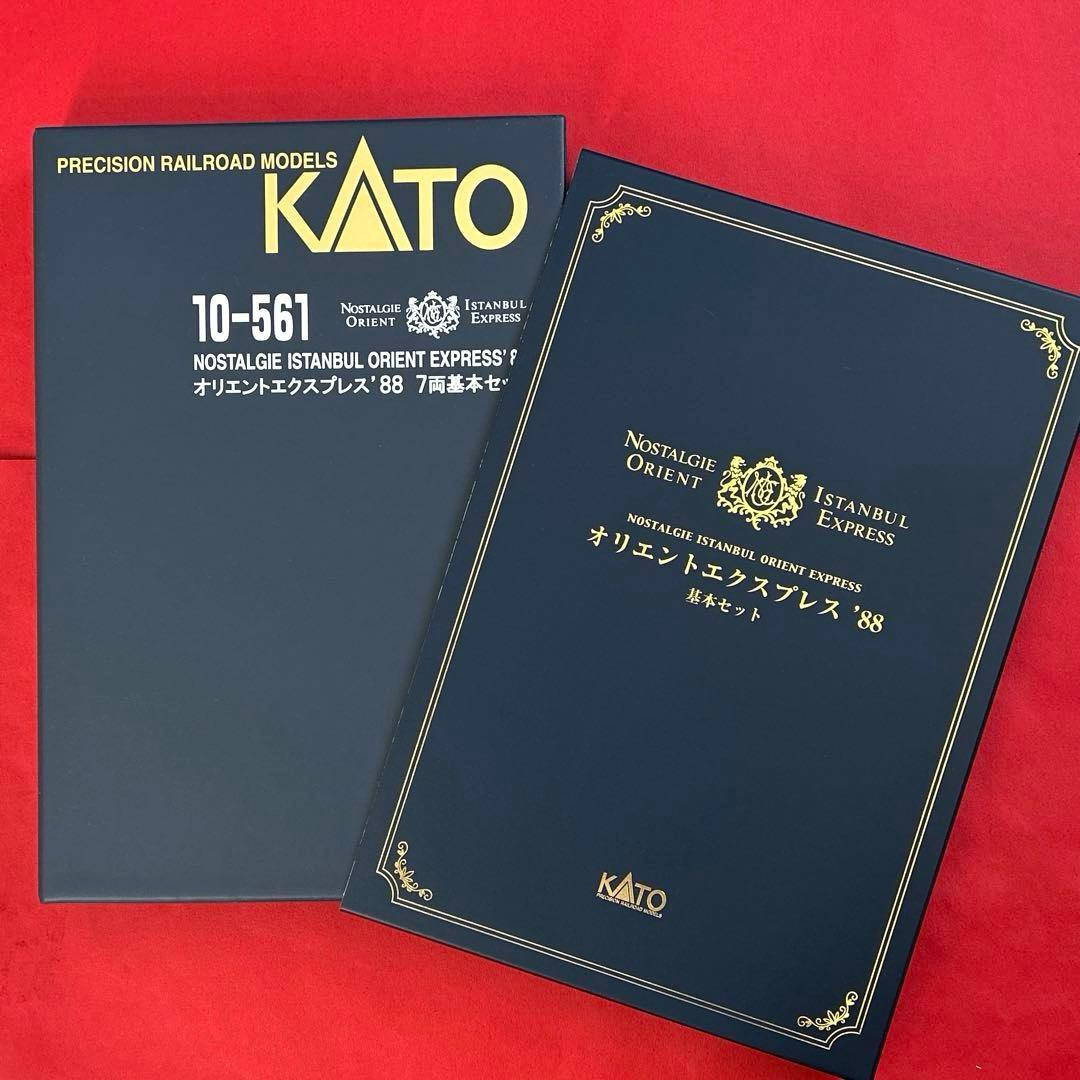 PRECISION RAILROAD MODELS
KATO
10-561
NOSTALGIE ISTANBUL
ORIENT EXPRESS
NOSTALGIE ISTANBUL ORIENT EXPRESS'8
オリエントエクスプレス'88 7両基本セッ
NOSTALGIE ISTANBUL
ORIENT EXPRESS
NOSTALGIE ISTANBUL ORIENT EXPRESS
オリエントエクスプレス '88
基本セット
KATO
PRECISION RAILROAD MODELS